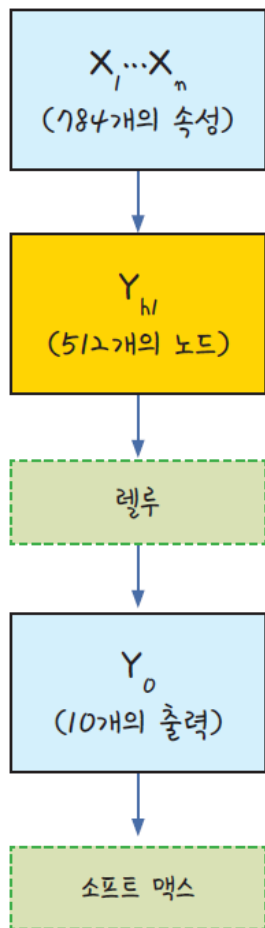 X₁…Xₙ
(784개의 속성)
Yₕ₁
(512개의 노드)
렐루
Y₀
(10개의 출력)
소프트 맥스